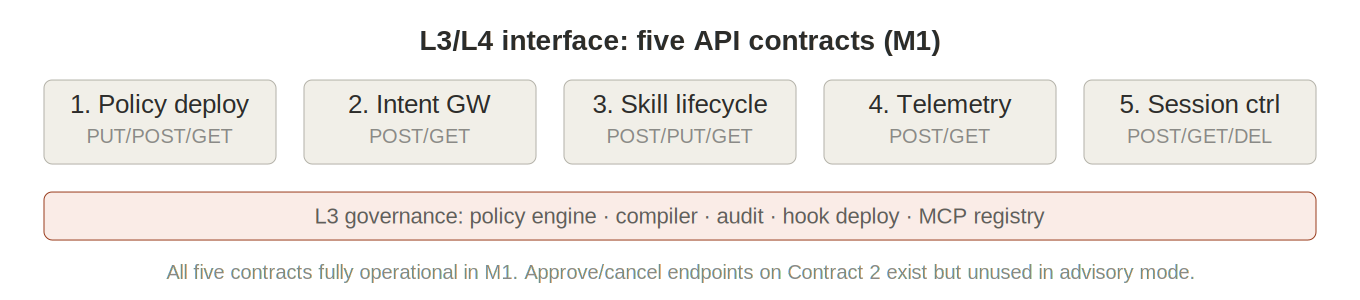 L3/L4 interface: five API contracts (M1)
1. Policy deploy
PUT/POST/GET
2. Intent GW
POST/GET
3. Skill lifecycle
POST/PUT/GET
4. Telemetry
POST/GET
5. Session ctrl
POST/GET/DEL
L3 governance: policy engine · compiler · audit · hook deploy · MCP registry
All five contracts fully operational in M1. Approve/cancel endpoints on Contract 2 exist but unused in advisory mode.